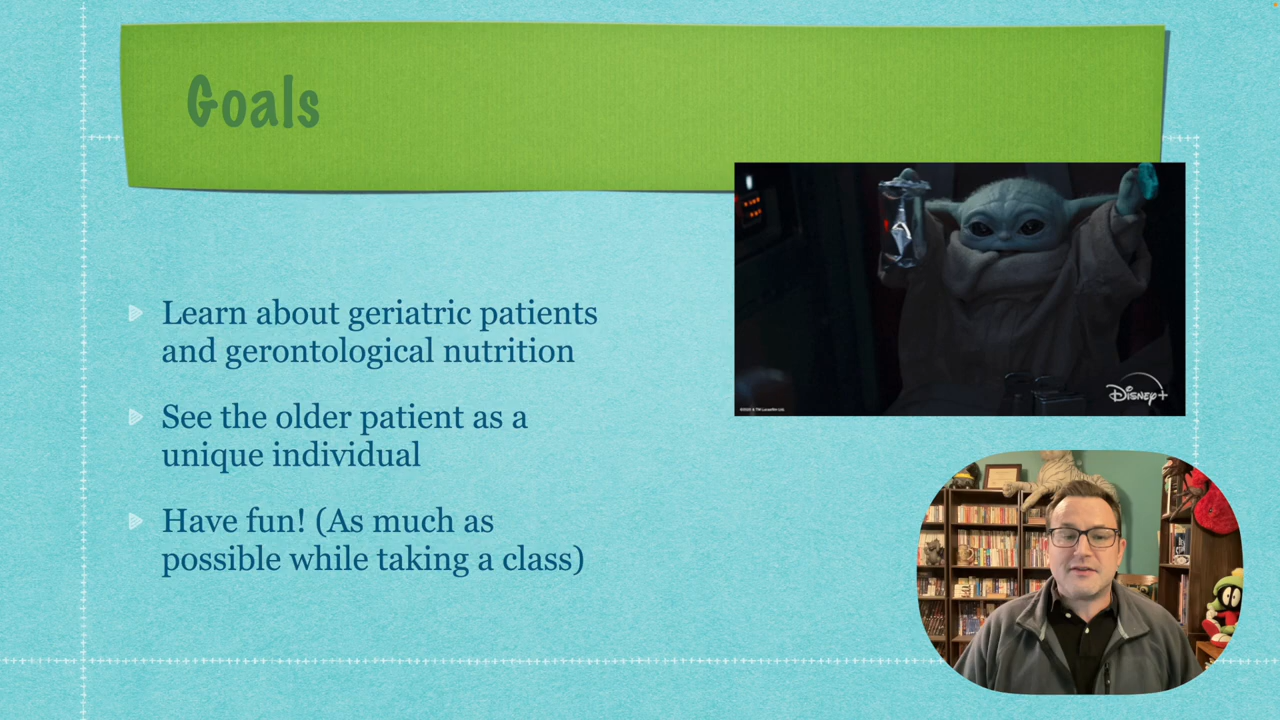 Goals
Learn about geriatric patients
and gerontological nutrition
See the older patient as a
unique individual
Have fun! (As much as
possible while taking a class)
Disney+